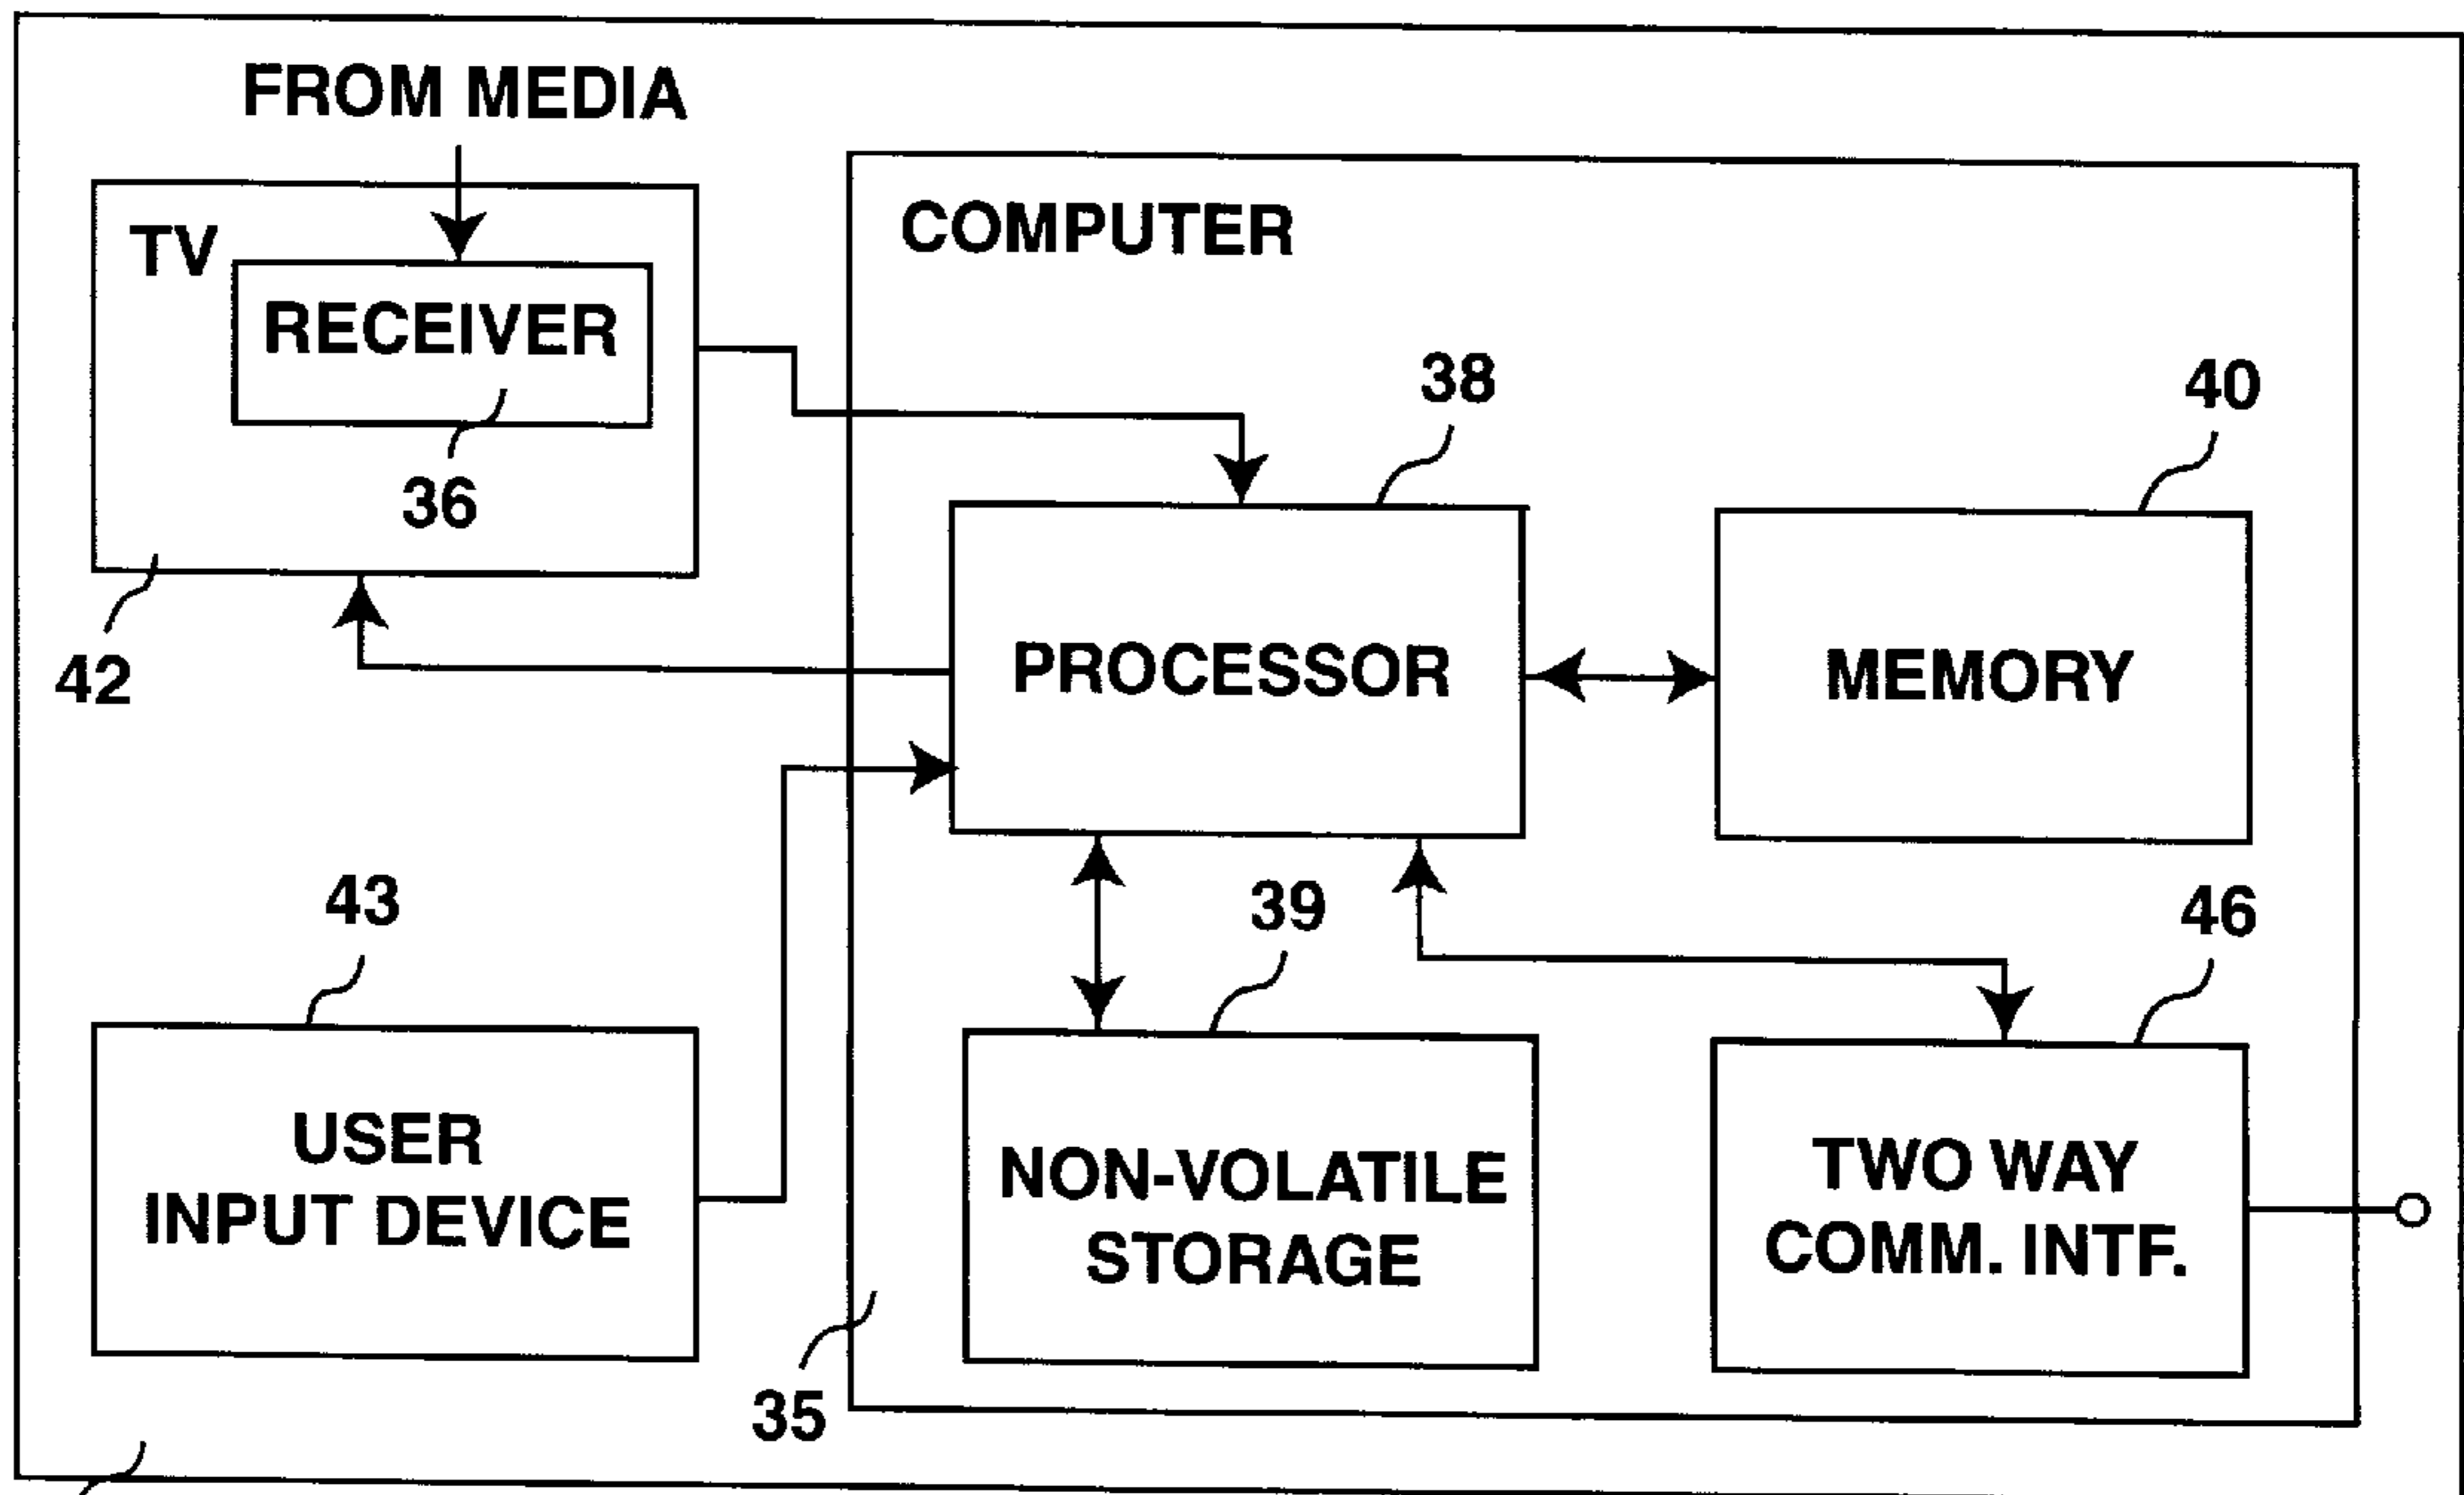 FROM MEDIA
TV
RECEIVER
36
42
COMPUTER
38
40
PROCESSOR
MEMORY
43
39
46
USER
INPUT DEVICE
NON-VOLATILE
STORAGE
TWO WAY
COMM. INTF.
35